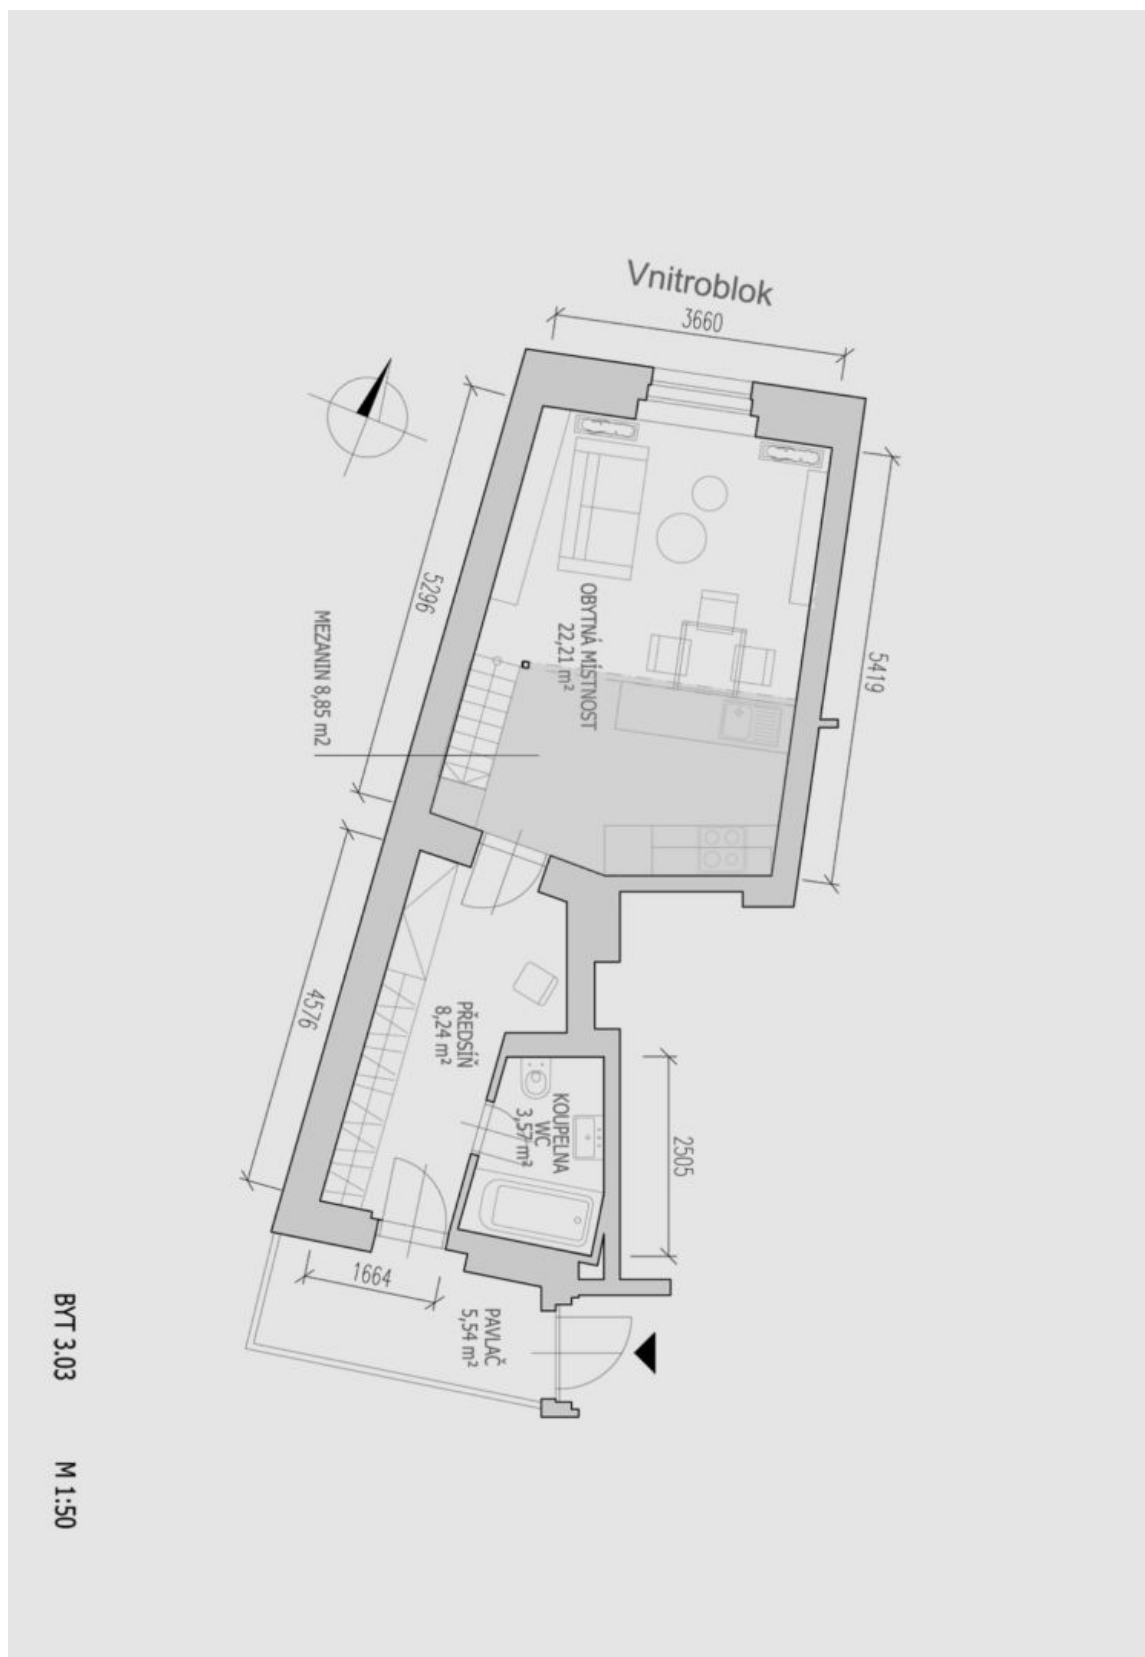 Vnitroblok
3660
5296
5419
OBYTNÁ MÍSTNOST
22,21 m²
MEZANIN 8,85 m2
4576
PŘEDSÍŇ
8,24 m²
KOUPELNA
WC
3,57 m²
2505
1664
PAVLAČ
5,54 m²
BYT 3.03 M 1:50